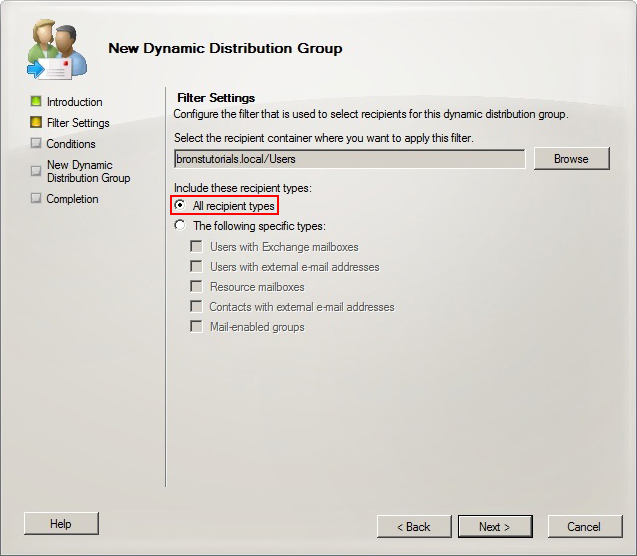 New Dynamic Distribution Group
Introduction
Filter Settings
Conditions
New Dynamic
Distribution Group
Completion
Filter Settings
Configure the filter that is used to select recipients for this dynamic distribution group.
Select the recipient container where you want to apply this filter.
bronstutorials.local/Users
Browse
Include these recipient types:
All recipient types
The following specific types:
Users with Exchange mailboxes
Users with external e-mail addresses
Resource mailboxes
Contacts with external e-mail addresses
Mail-enabled groups
Help
< Back
Next >
Cancel